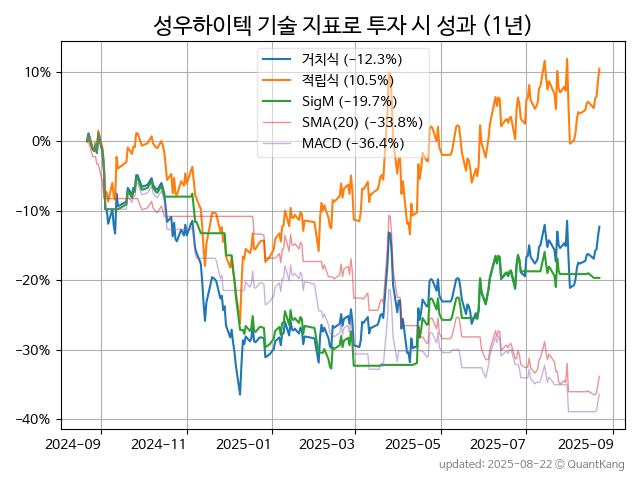 성우하이텍 기술 지표로 투자 시 성과 (1년)
거치식 (−12.3%)
적립식 (10.5%)
SigM (−19.7%)
SMA(20) (−33.8%)
MACD (−36.4%)
10%
0%
−10%
−20%
−30%
−40%
2024-09 2024-11 2025-01 2025-03 2025-05 2025-07 2025-09
updated: 2025-08-22 ⓒ QuantKang